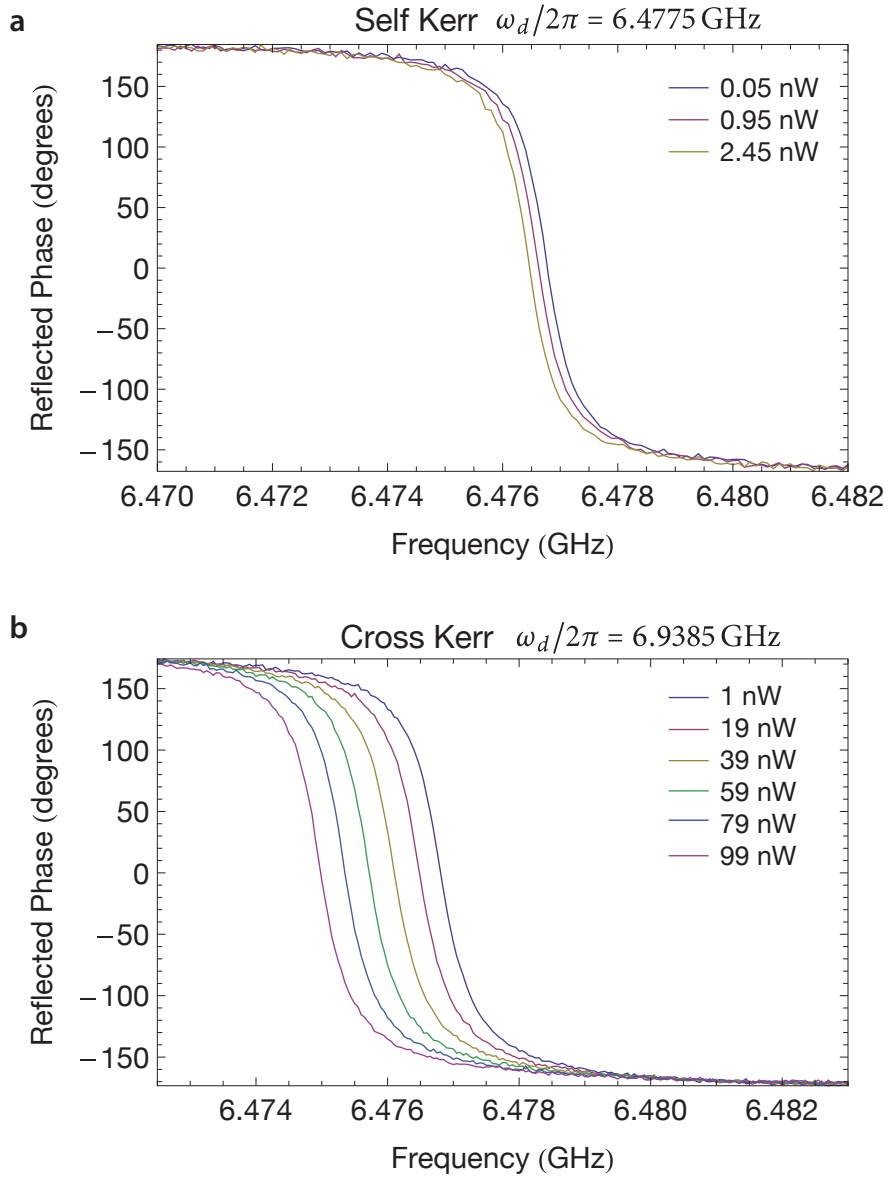 a
Self Kerr ω_d/2π = 6.4775 GHz
Reflected Phase (degrees)
150
100
50
0
−50
−100
−150
0.05 nW
0.95 nW
2.45 nW
6.470 6.472 6.474 6.476 6.478 6.480 6.482
Frequency (GHz)
b
Cross Kerr ω_d/2π = 6.9385 GHz
Reflected Phase (degrees)
150
100
50
0
−50
−100
−150
1 nW
19 nW
39 nW
59 nW
79 nW
99 nW
6.474 6.476 6.478 6.480 6.482
Frequency (GHz)